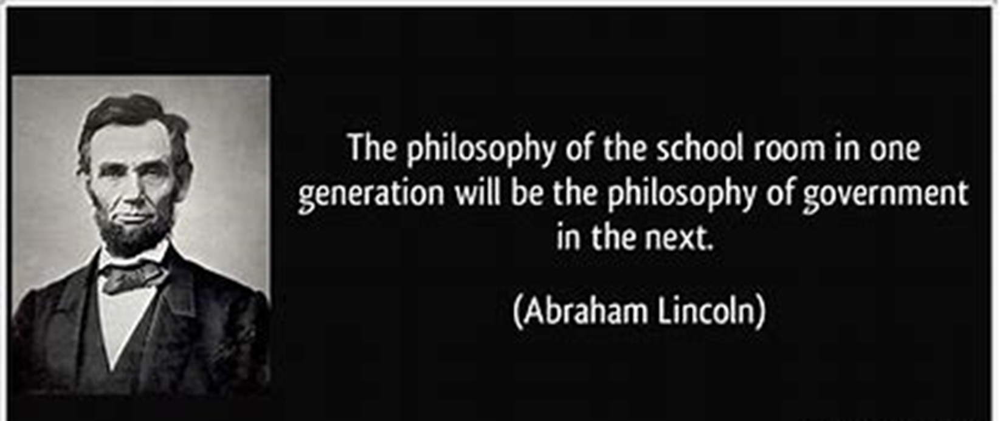 The philosophy of the school room in one
generation will be the philosophy of government
in the next.
(Abraham Lincoln)